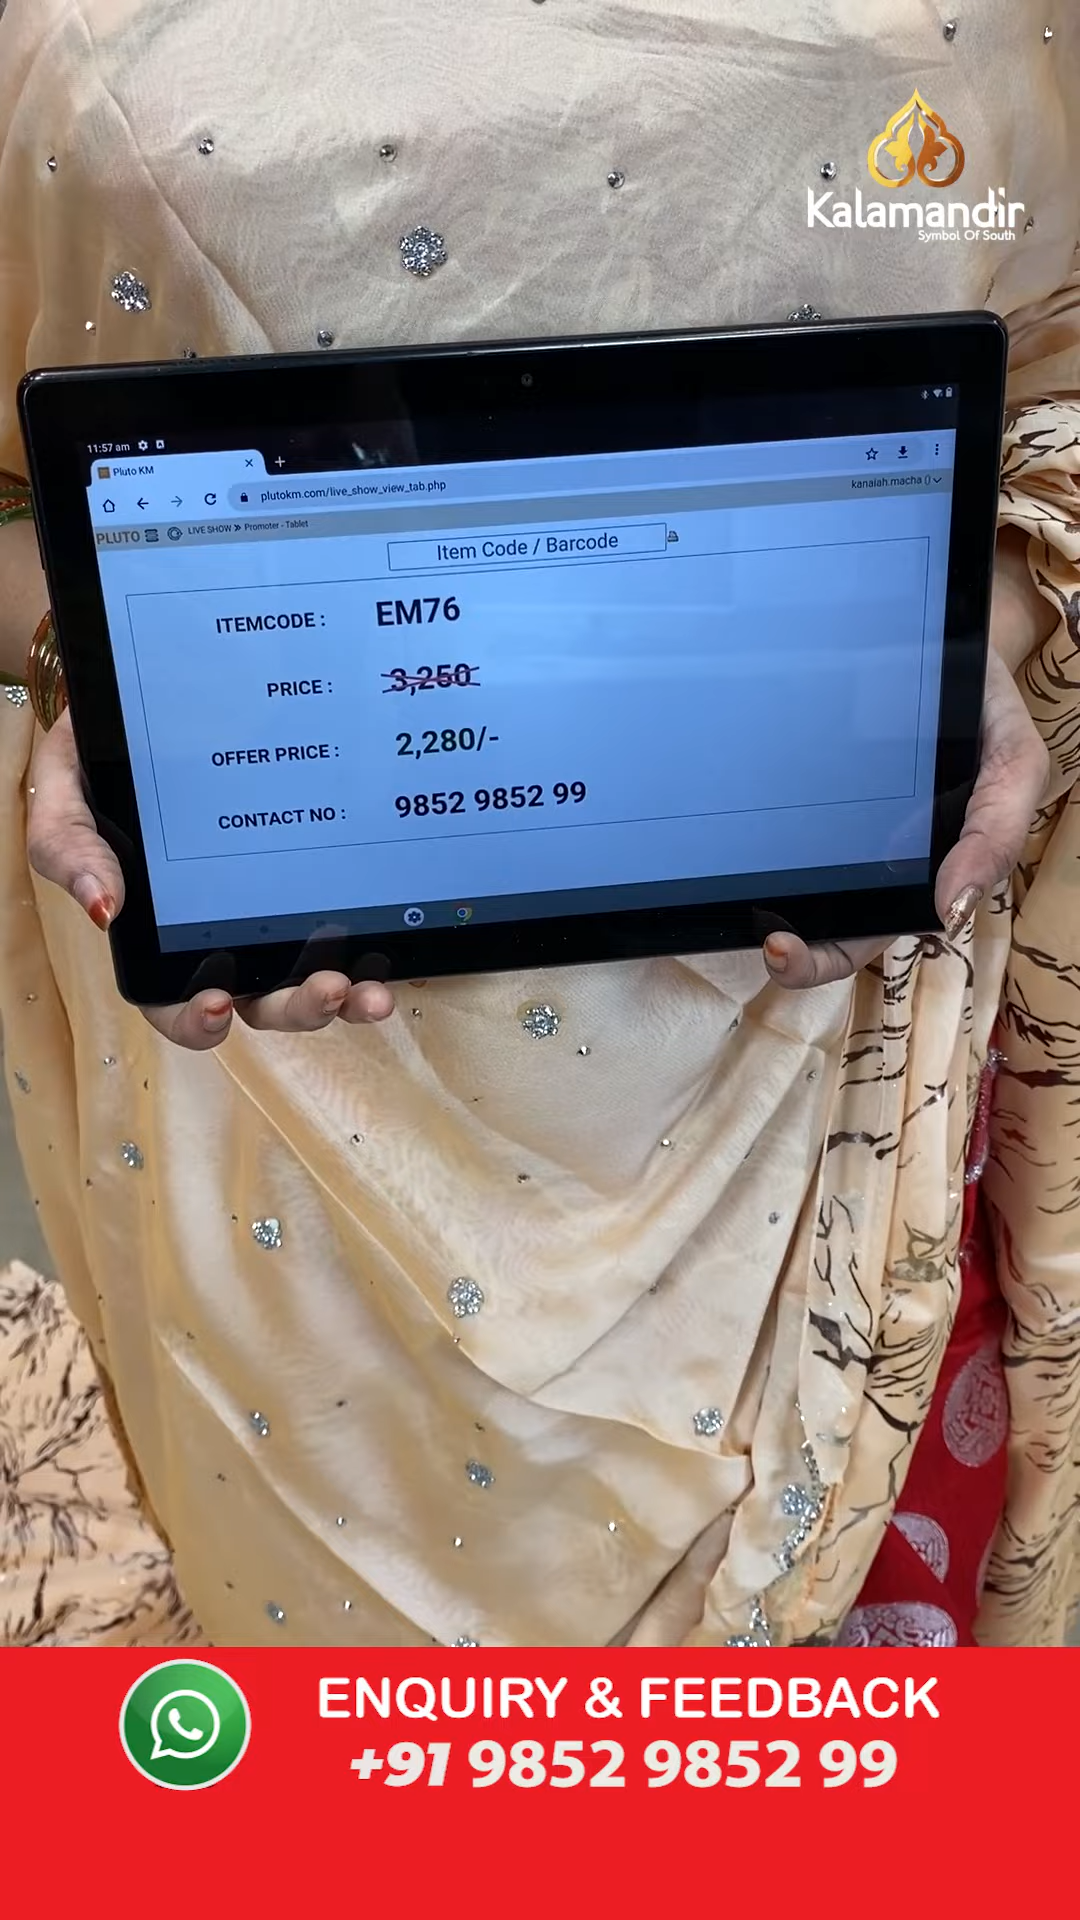 Kalamandir
Symbol Of South
11:57 am
Pluto KM
plutokm.com/live_show_view_tab.php
kanaiah.macha ()
PLUTO
LIVE SHOW » Promoter - Tablet
Item Code / Barcode
ITEMCODE : EM76
PRICE : 3,250
OFFER PRICE : 2,280/-
CONTACT NO : 9852 9852 99
ENQUIRY & FEEDBACK
+91 9852 9852 99